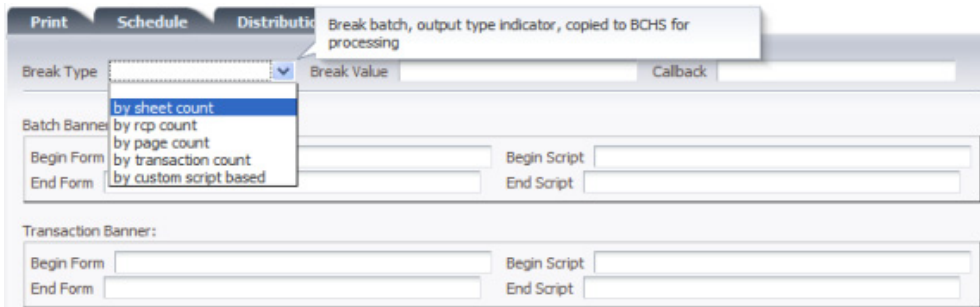 Print Schedule Distributio
Break batch, output type indicator, copied to BCHS for
processing
Break Type Break Value Callback
by sheet count
by rcp count
by page count
by transaction count
by custom script based
Batch Banner
Begin Form Begin Script
End Form End Script
Transaction Banner:
Begin Form Begin Script
End Form End Script